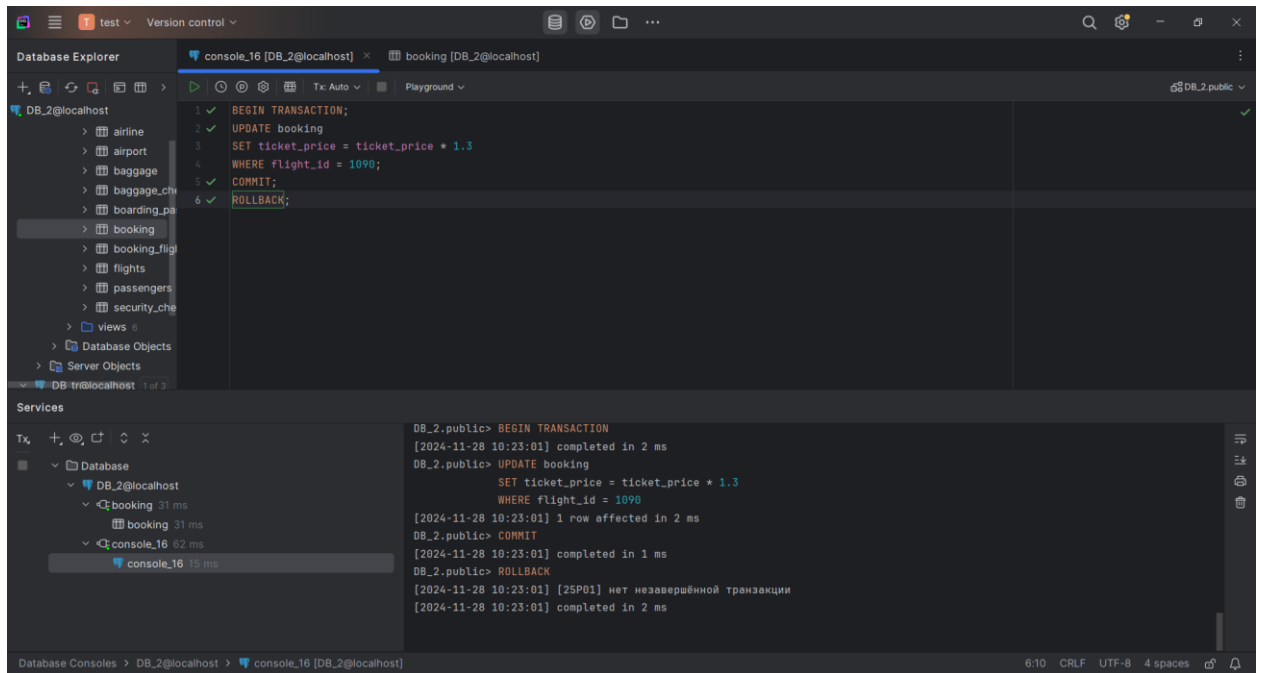 T test Version control
Database Explorer
console_16 [DB_2@localhost] ×
booking [DB_2@localhost]
Tx: Auto
Playground
DB_2.public
DB_2@localhost
airline
airport
baggage
baggage_che
boarding_pa
booking
booking_fligl
flights
passengers
security_che
views 6
Database Objects
Server Objects
DB_tr@localhost 1 of 3
1 BEGIN TRANSACTION;
2 UPDATE booking
3 SET ticket_price = ticket_price * 1.3
4 WHERE flight_id = 1090;
5 COMMIT;
6 ROLLBACK;
Services
Tx
Database
DB_2@localhost
booking 31 ms
booking 31 ms
console_16 62 ms
console_16 15 ms
DB_2.public> BEGIN TRANSACTION
[2024-11-28 10:23:01] completed in 2 ms
DB_2.public> UPDATE booking
SET ticket_price = ticket_price * 1.3
WHERE flight_id = 1090
[2024-11-28 10:23:01] 1 row affected in 2 ms
DB_2.public> COMMIT
[2024-11-28 10:23:01] completed in 1 ms
DB_2.public> ROLLBACK
[2024-11-28 10:23:01] [25P01] нет незавершённой транзакции
[2024-11-28 10:23:01] completed in 2 ms
Database Consoles > DB_2@localhost > console_16 [DB_2@localhost]
6:10 CRLF UTF-8 4 spaces